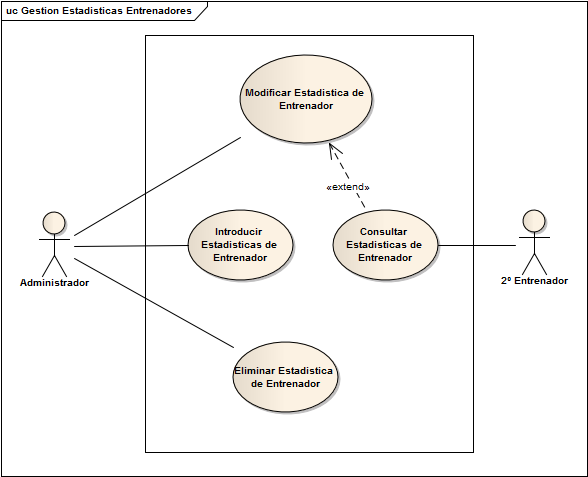 uc Gestion Estadisticas Entrenadores
Modificar Estadistica de
Entrenador
«extend»
Introducir
Estadisticas de
Entrenador
Consultar
Estadisticas de
Entrenador
Administrador
2º Entrenador
Eliminar Estadistica
de Entrenador